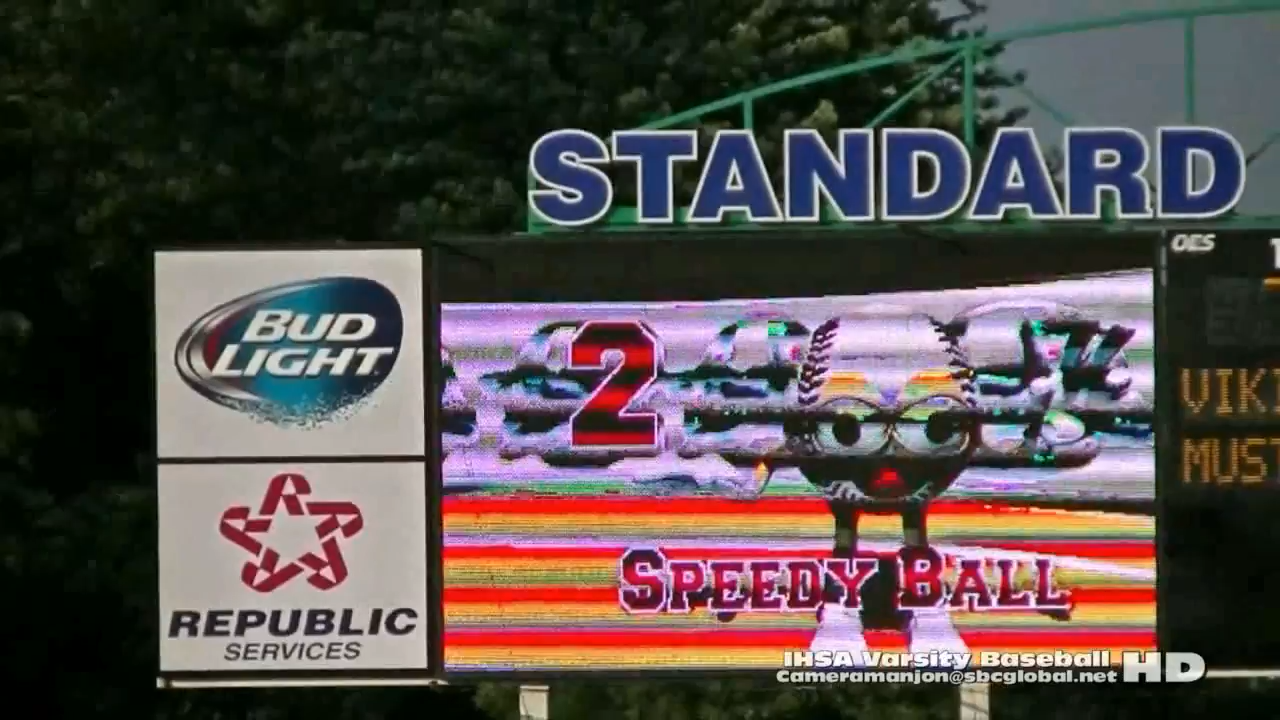 STANDARD
OES
BUD
LIGHT
2
VIKI
MUST
SPEEDY BALL
REPUBLIC
SERVICES
IHSA Varsity Baseball HD
Cameramanjon@sbcglobal.net